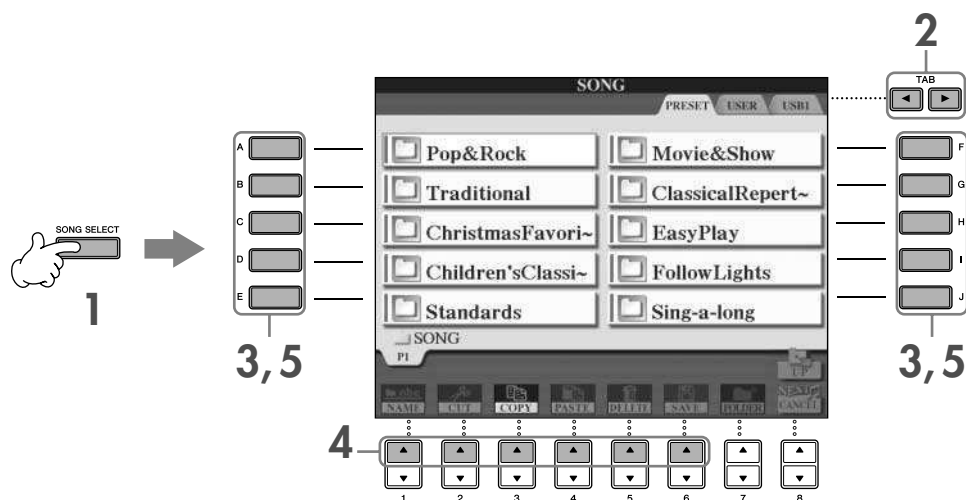 2
TAB
SONG
PRESET USER USB1
A Pop&Rock Movie&Show F
B Traditional ClassicalRepert~ G
SONG SELECT
C ChristmasFavori~ EasyPlay H
D Children'sClassi~ FollowLights I
E Standards Sing-a-long J
1
SONG
P1
3, 5
3, 5
UP
NAME CUT COPY PASTE DELETE SAVE FOLDER CANCEL
4
1 2 3 4 5 6 7 8